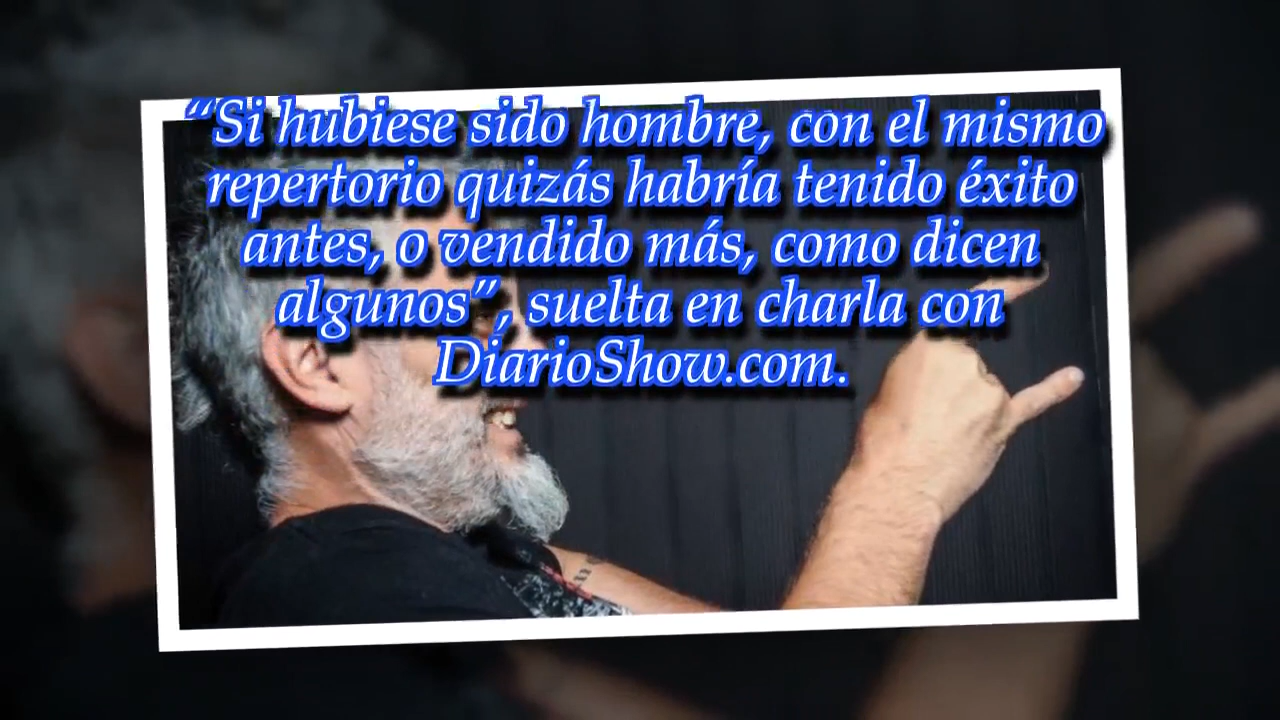 “Si hubiese sido hombre, con el mismo
repertorio quizás habría tenido éxito
antes, o vendido más, como dicen
algunos”, suelta en charla con
DiarioShow.com.